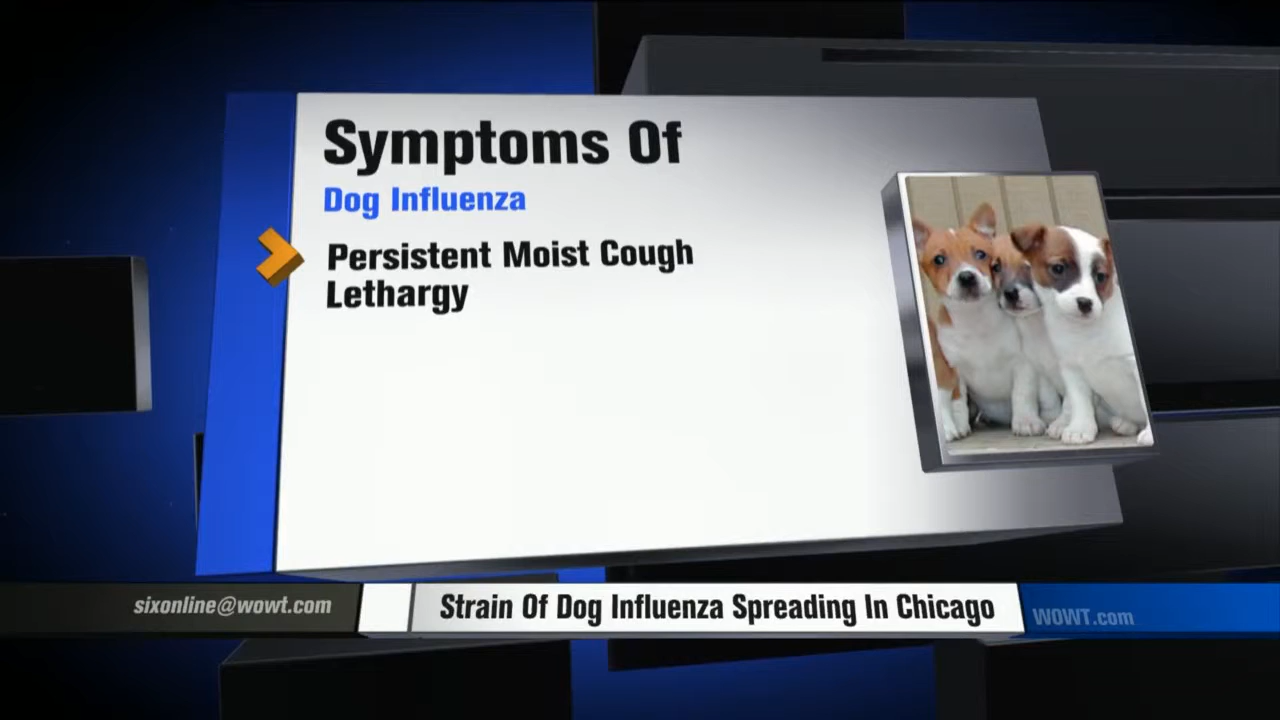 Symptoms Of
Dog Influenza
Persistent Moist Cough
Lethargy
sixonline@wowt.com
Strain Of Dog Influenza Spreading In Chicago
WOWT.com